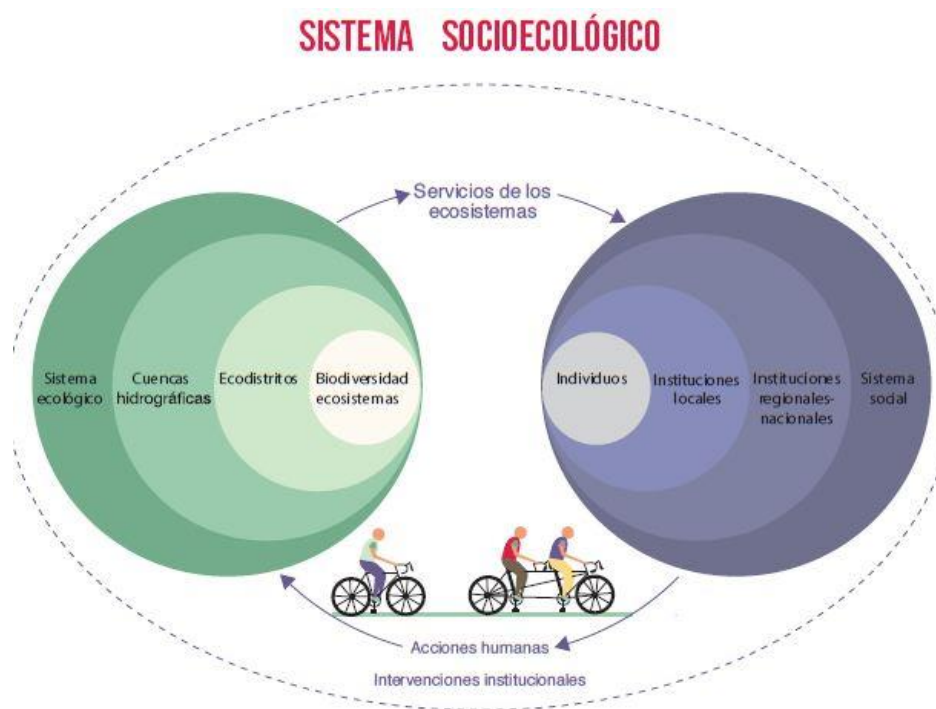 SISTEMA SOCIOECOLÓGICO
Servicios de los
ecosistemas
Sistema
ecológico
Cuencas
hidrográficas
Ecodistritos
Biodiversidad
ecosistemas
Individuos
Instituciones
locales
Instituciones
regionales-
nacionales
Sistema
social
Acciones humanas
Intervenciones institucionales